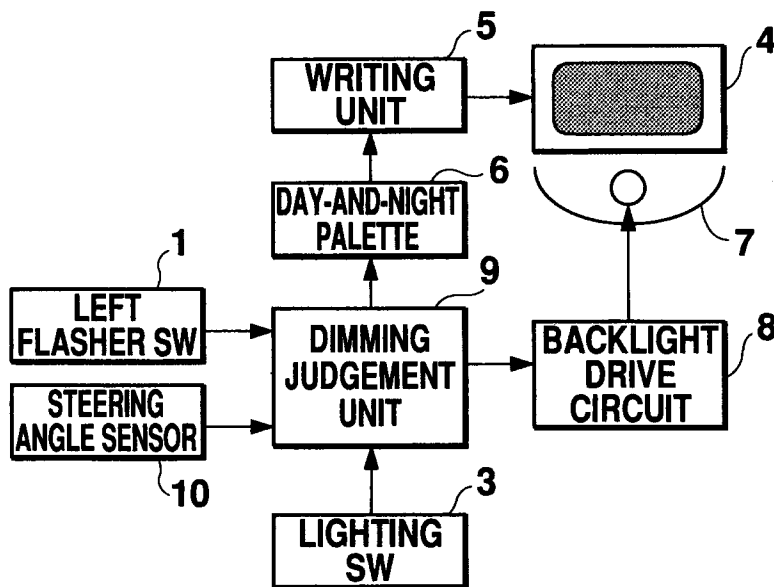 5
WRITING
UNIT
4
6
DAY-AND-NIGHT
PALETTE
7
1
LEFT
FLASHER SW
9
DIMMING
JUDGEMENT
UNIT
BACKLIGHT
DRIVE
CIRCUIT
8
STEERING
ANGLE SENSOR
10
3
LIGHTING
SW